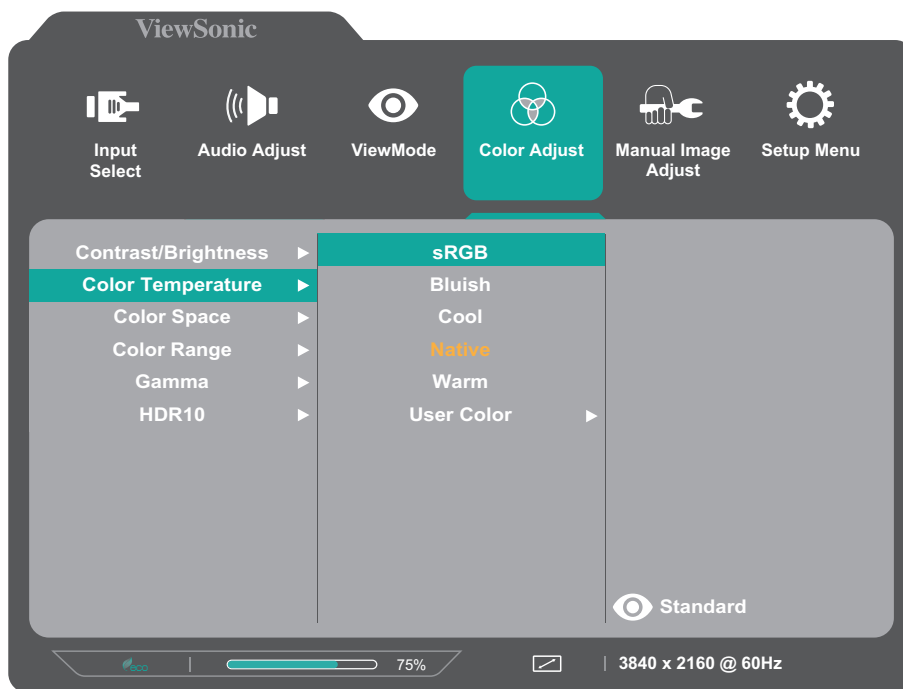 ViewSonic
Input Select
Audio Adjust
ViewMode
Color Adjust
Manual Image Adjust
Setup Menu
Contrast/Brightness
Color Temperature
Color Space
Color Range
Gamma
HDR10
sRGB
Bluish
Cool
Native
Warm
User Color
Standard
eco
75%
3840 x 2160 @ 60Hz